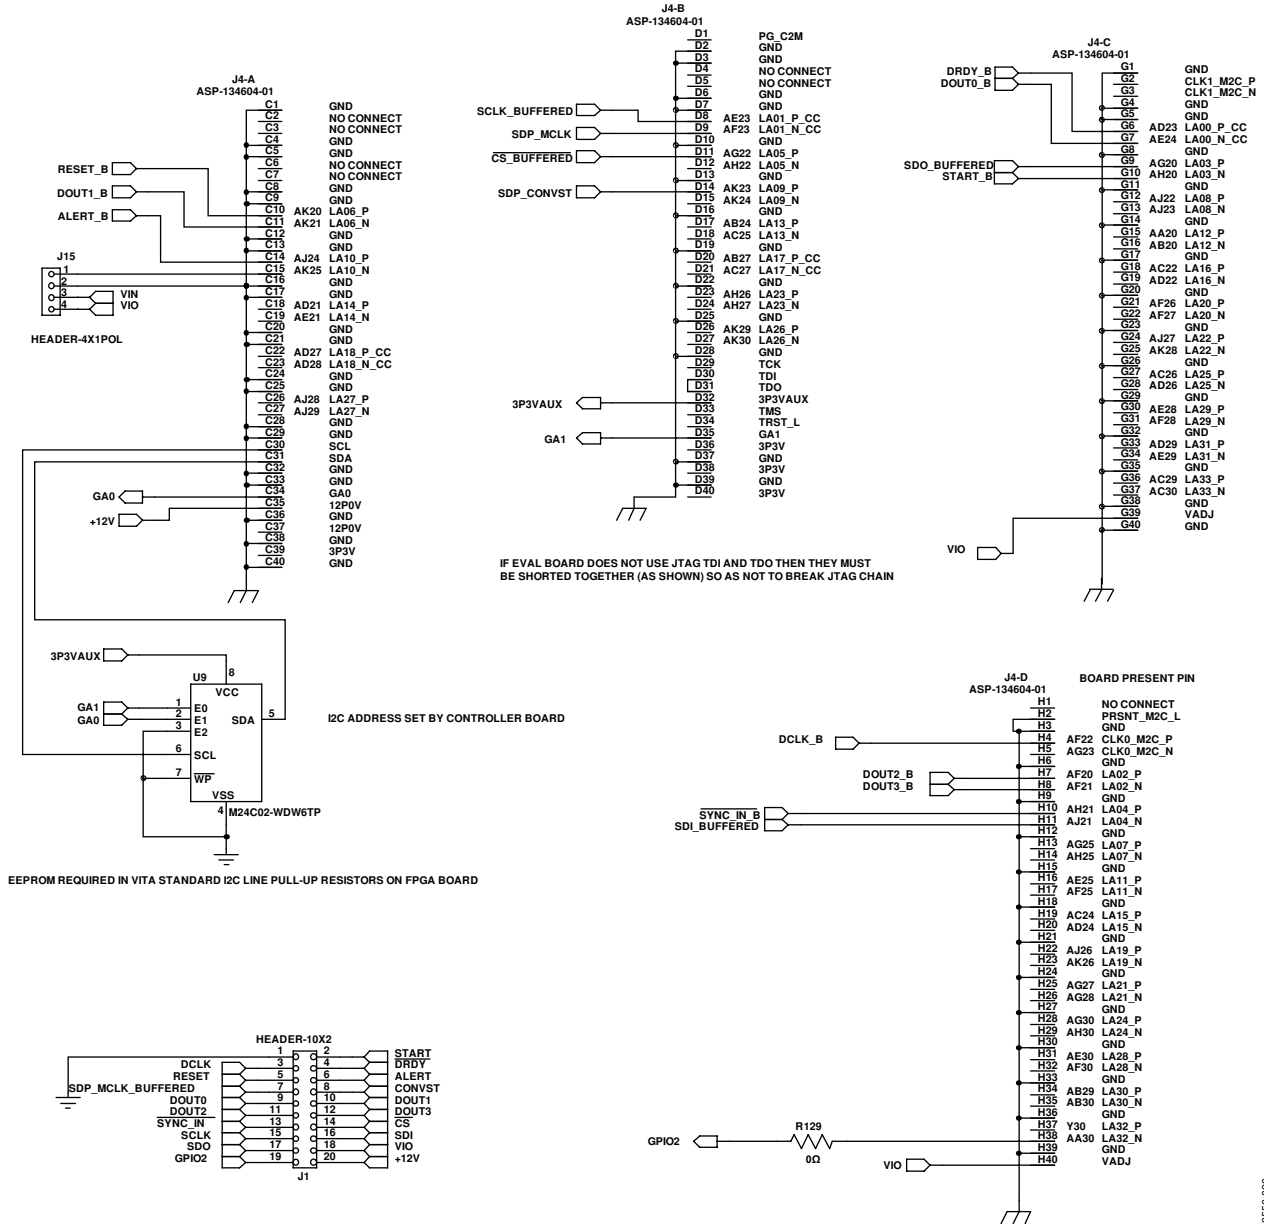 J4-A
ASP-134604-01
C1 GND
C2 NO CONNECT
C3 NO CONNECT
C4 GND
C5 GND
C6 NO CONNECT
C7 NO CONNECT
C8 GND
C9 GND
C10 AK20 LA06_P
C11 AK21 LA06_N
C12 GND
C13 GND
C14 AJ24 LA10_P
C15 AK25 LA10_N
C16 GND
C17 GND
C18 AD21 LA14_P
C19 AE21 LA14_N
C20 GND
C21 GND
C22 AD27 LA18_P_CC
C23 AD28 LA18_N_CC
C24 GND
C25 GND
C26 AJ28 LA27_P
C27 AJ29 LA27_N
C28 GND
C29 GND
C30 SCL
C31 SDA
C32 GND
C33 GND
C34 GA0
C35 12P0V
C36 GND
C37 12P0V
C38 GND
C39 3P3V
C40 GND
RESET_B
DOUT1_B
ALERT_B
J15
1
2
3 VIN
4 VIO
HEADER-4X1POL
GA0
+12V
J4-B
ASP-134604-01
D1 PG_C2M
D2 GND
D3 GND
D4 NO CONNECT
D5 NO CONNECT
D6 GND
D7 GND
D8 AE23 LA01_P_CC
D9 AF23 LA01_N_CC
D10 GND
D11 AG22 LA05_P
D12 AH22 LA05_N
D13 GND
D14 AK23 LA09_P
D15 AK24 LA09_N
D16 GND
D17 AB24 LA13_P
D18 AC25 LA13_N
D19 GND
D20 AB27 LA17_P_CC
D21 AC27 LA17_N_CC
D22 GND
D23 AH26 LA23_P
D24 AH27 LA23_N
D25 GND
D26 AK29 LA26_P
D27 AK30 LA26_N
D28 GND
D29 TCK
D30 TDI
D31 TDO
D32 3P3VAUX
D33 TMS
D34 TRST_L
D35 GA1
D36 3P3V
D37 GND
D38 3P3V
D39 GND
D40 3P3V
SCLK_BUFFERED
SDP_MCLK
CS_BUFFERED
SDP_CONVST
3P3VAUX
GA1
IF EVAL BOARD DOES NOT USE JTAG TDI AND TDO THEN THEY MUST
BE SHORTED TOGETHER (AS SHOWN) SO AS NOT TO BREAK JTAG CHAIN
J4-C
ASP-134604-01
G1 GND
G2 CLK1_M2C_P
G3 CLK1_M2C_N
G4 GND
G5 GND
G6 AD23 LA00_P_CC
G7 AE24 LA00_N_CC
G8 GND
G9 AG20 LA03_P
G10 AH20 LA03_N
G11 GND
G12 AJ22 LA08_P
G13 AJ23 LA08_N
G14 GND
G15 AA20 LA12_P
G16 AB20 LA12_N
G17 GND
G18 AC22 LA16_P
G19 AD22 LA16_N
G20 GND
G21 AF26 LA20_P
G22 AF27 LA20_N
G23 GND
G24 AJ27 LA22_P
G25 AK28 LA22_N
G26 GND
G27 AC26 LA25_P
G28 AD26 LA25_N
G29 GND
G30 AE28 LA29_P
G31 AF28 LA29_N
G32 GND
G33 AD29 LA31_P
G34 AE29 LA31_N
G35 GND
G36 AC29 LA33_P
G37 AC30 LA33_N
G38 GND
G39 VADJ
G40 GND
DRDY_B
DOUT0_B
SDO_BUFFERED
START_B
VIO
3P3VAUX
U9
8
VCC
GA1 1 E0
GA0 2 E1
3 E2
SDA 5
6 SCL
7 WP
VSS
4 M24C02-WDW6TP
I2C ADDRESS SET BY CONTROLLER BOARD
EEPROM REQUIRED IN VITA STANDARD I2C LINE PULL-UP RESISTORS ON FPGA BOARD
J4-D
ASP-134604-01
BOARD PRESENT PIN
H1 NO CONNECT
H2 PRSNT_M2C_L
H3 GND
H4 AF22 CLK0_M2C_P
H5 AG23 CLK0_M2C_N
H6 GND
H7 AF20 LA02_P
H8 AF21 LA02_N
H9 GND
H10 AH21 LA04_P
H11 AJ21 LA04_N
H12 GND
H13 AG25 LA07_P
H14 AH25 LA07_N
H15 GND
H16 AE25 LA11_P
H17 AF25 LA11_N
H18 GND
H19 AC24 LA15_P
H20 AD24 LA15_N
H21 GND
H22 AJ26 LA19_P
H23 AK26 LA19_N
H24 GND
H25 AG27 LA21_P
H26 AG28 LA21_N
H27 GND
H28 AG30 LA24_P
H29 AH30 LA24_N
H30 GND
H31 AE30 LA28_P
H32 AF30 LA28_N
H33 GND
H34 AB29 LA30_P
H35 AB30 LA30_N
H36 GND
H37 Y30 LA32_P
H38 AA30 LA32_N
H39 GND
H40 VADJ
DCLK_B
DOUT2_B
DOUT3_B
SYNC_IN_B
SDI_BUFFERED
GPIO2
R129
0Ω
VIO
HEADER-10X2
1 2 START
DCLK 3 4 DRDY
RESET 5 6 ALERT
SDP_MCLK_BUFFERED 7 8 CONVST
DOUT0 9 10 DOUT1
DOUT2 11 12 DOUT3
SYNC_IN 13 14 CS
SCLK 15 16 SDI
SDO 17 18 VIO
GPIO2 19 20 +12V
J1